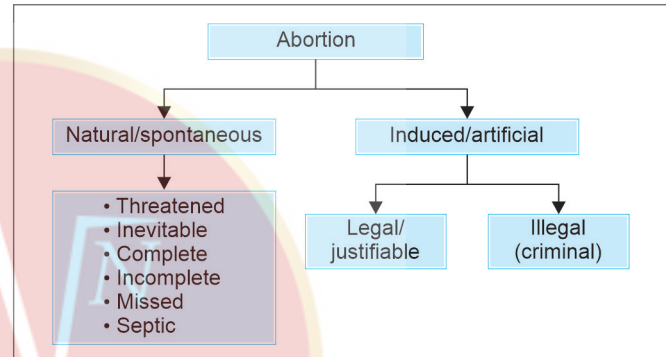 Abortion
Natural/spontaneous
Induced/artificial
• Threatened
• Inevitable
• Complete
• Incomplete
• Missed
• Septic
Legal/
justifiable
Illegal
(criminal)
N